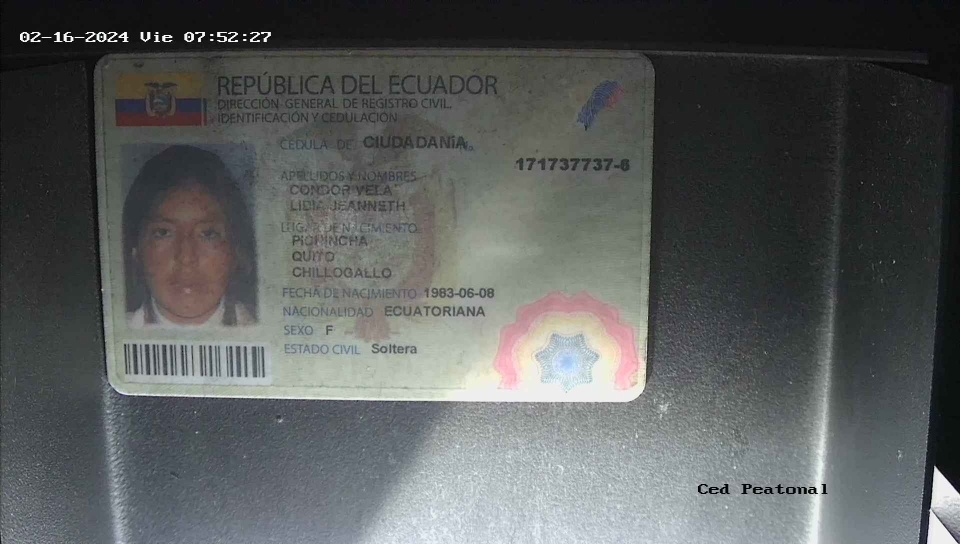 02-16-2024 Vie 07:52:27
REPÚBLICA DEL ECUADOR
DIRECCIÓN GENERAL DE REGISTRO CIVIL,
IDENTIFICACIÓN Y CEDULACIÓN
CÉDULA DE CIUDADANÍA
171737737-6
APELLIDOS Y NOMBRES
CONDOR VELA
LIDIA JEANNETH
LUGAR DE NACIMIENTO
PICHINCHA
QUITO
CHILLOGALLO
FECHA DE NACIMIENTO 1983-06-08
NACIONALIDAD ECUATORIANA
SEXO F
ESTADO CIVIL Soltera
Ced Peatonal